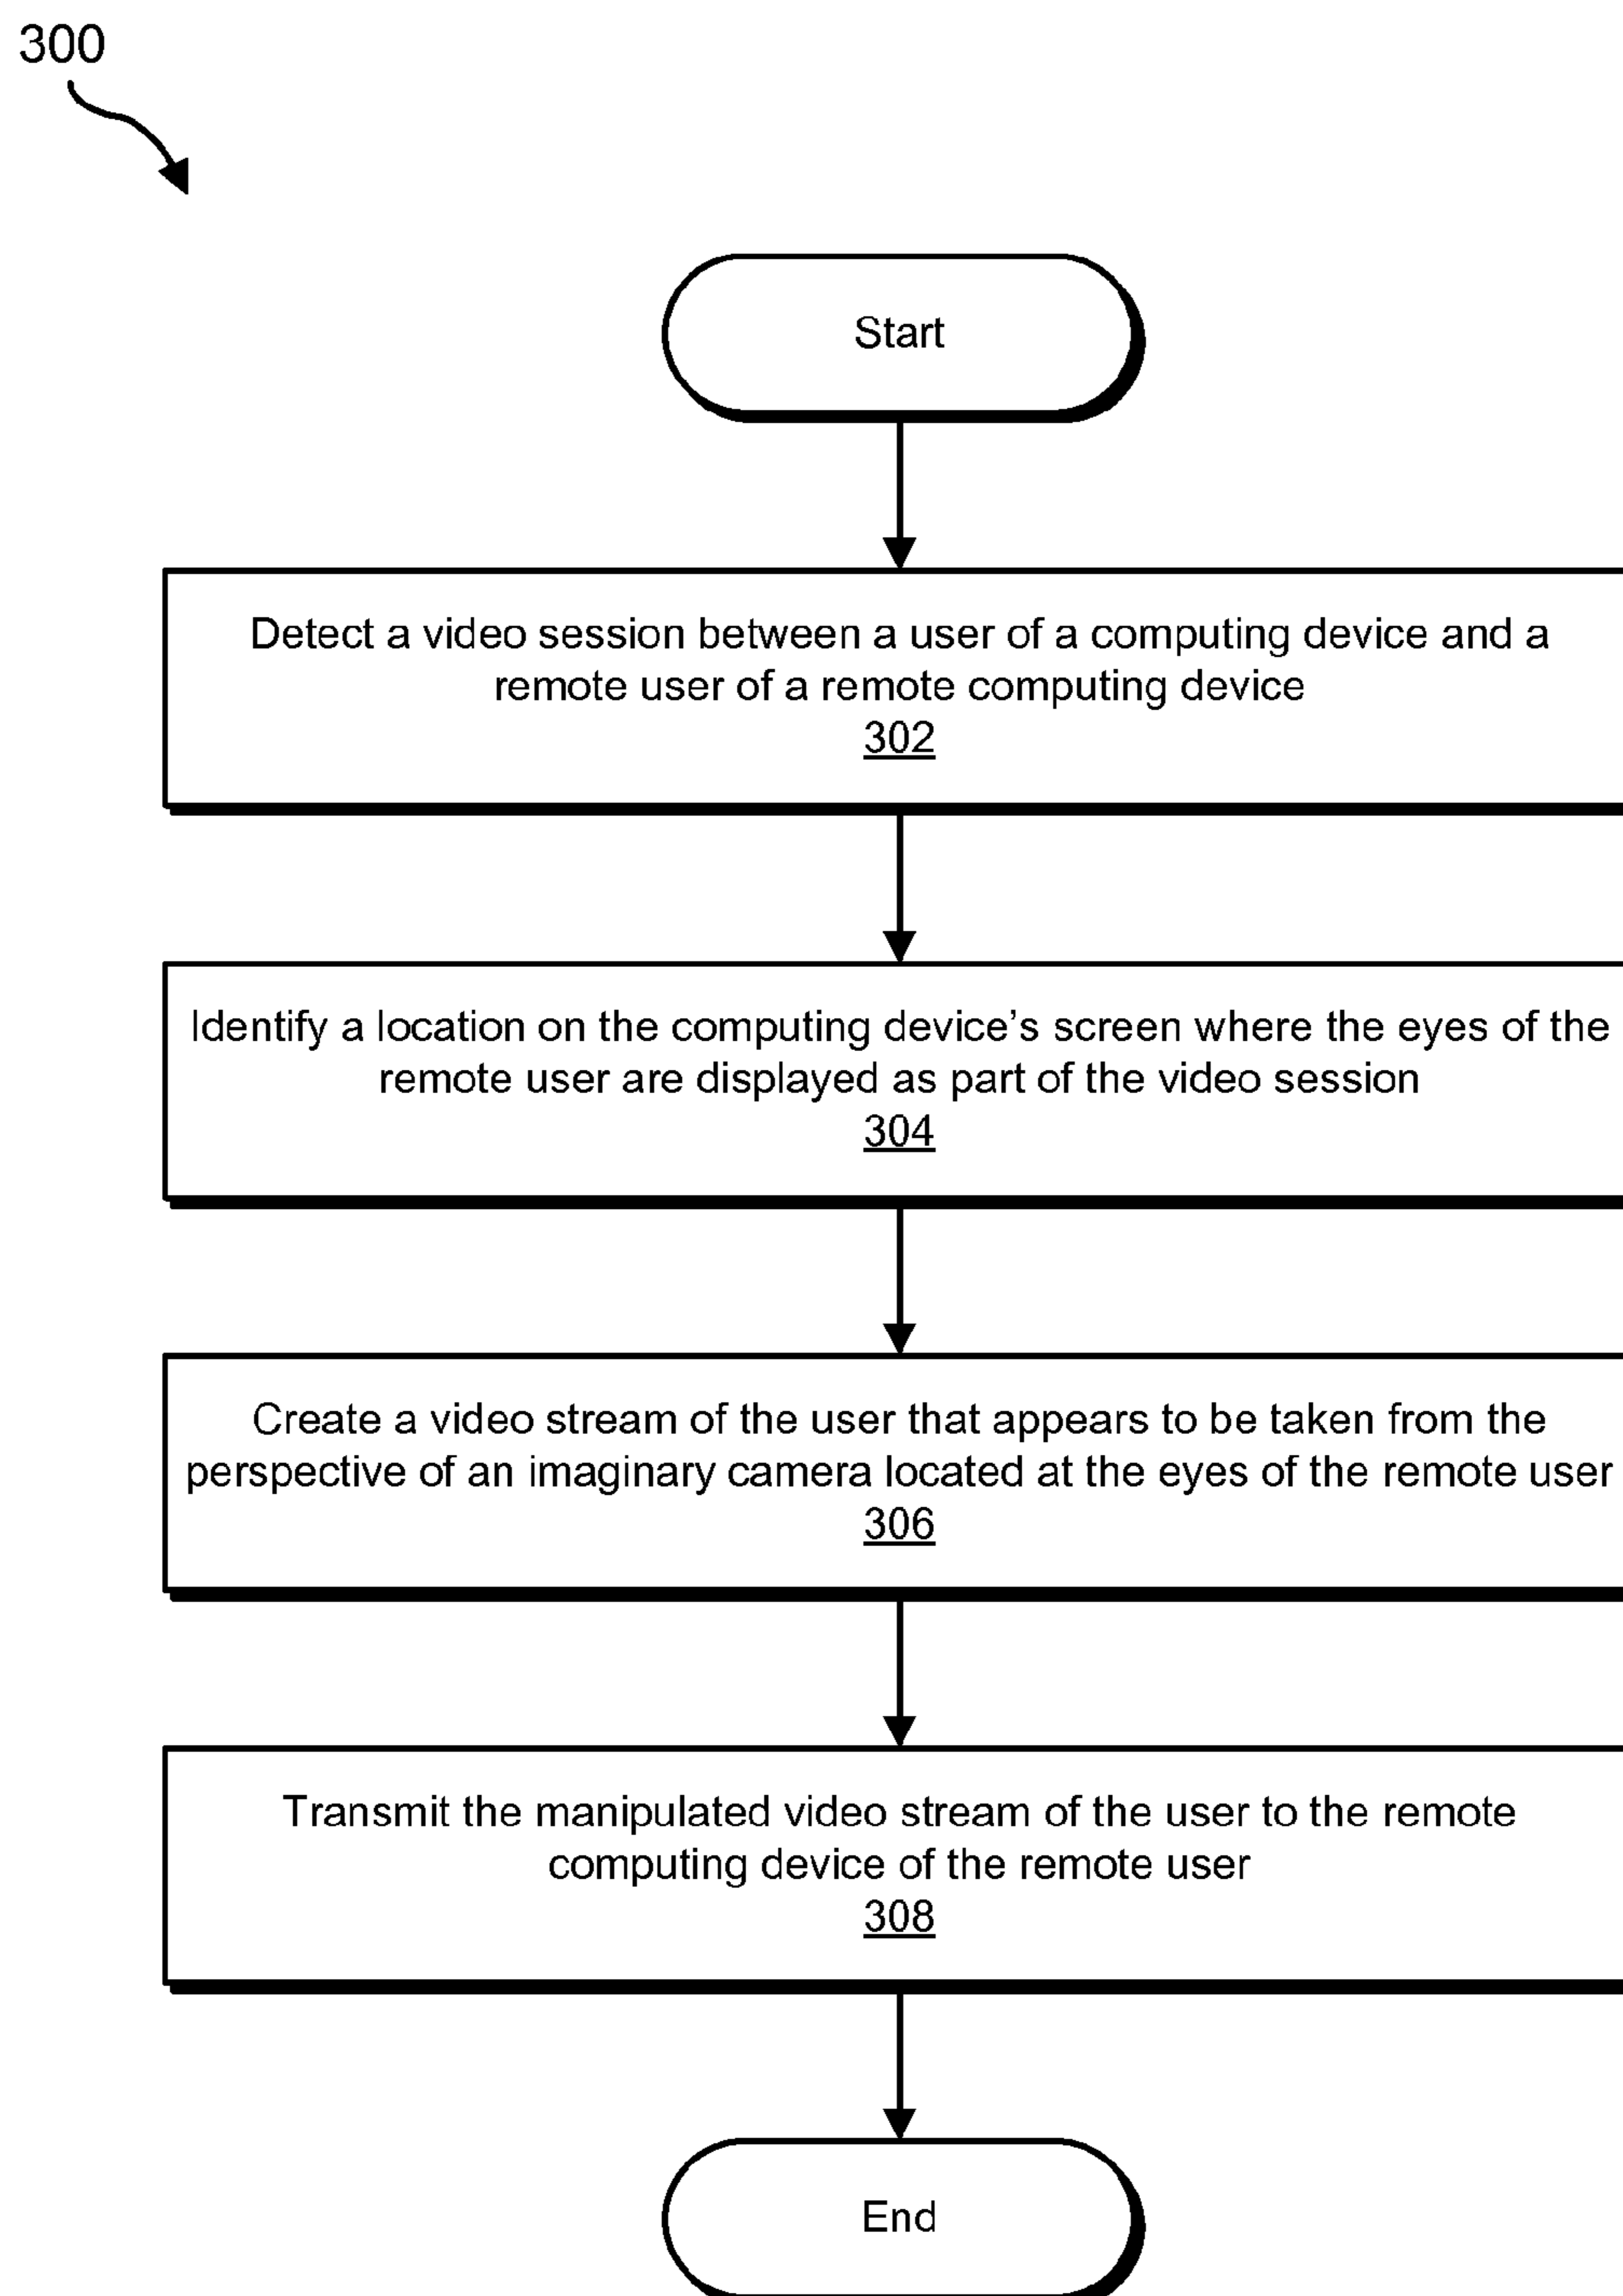 300
Start
Detect a video session between a user of a computing device and a
remote user of a remote computing device
302
Identify a location on the computing device’s screen where the eyes of the
remote user are displayed as part of the video session
304
Create a video stream of the user that appears to be taken from the
perspective of an imaginary camera located at the eyes of the remote user
306
Transmit the manipulated video stream of the user to the remote
computing device of the remote user
308
End